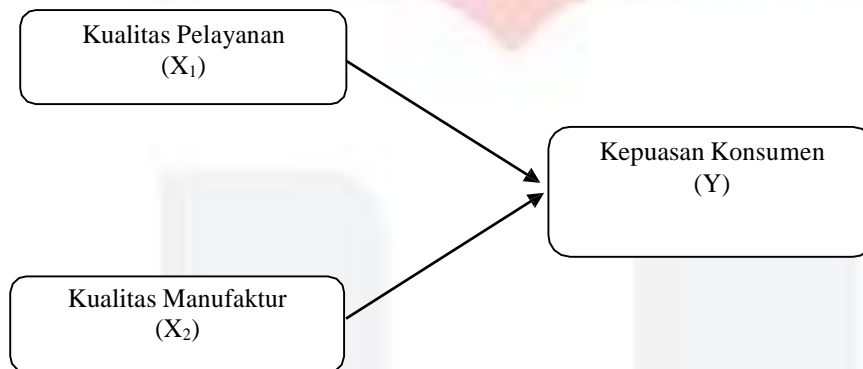 Kualitas Pelayanan
(X₁)
Kepuasan Konsumen
(Y)
Kualitas Manufaktur
(X₂)